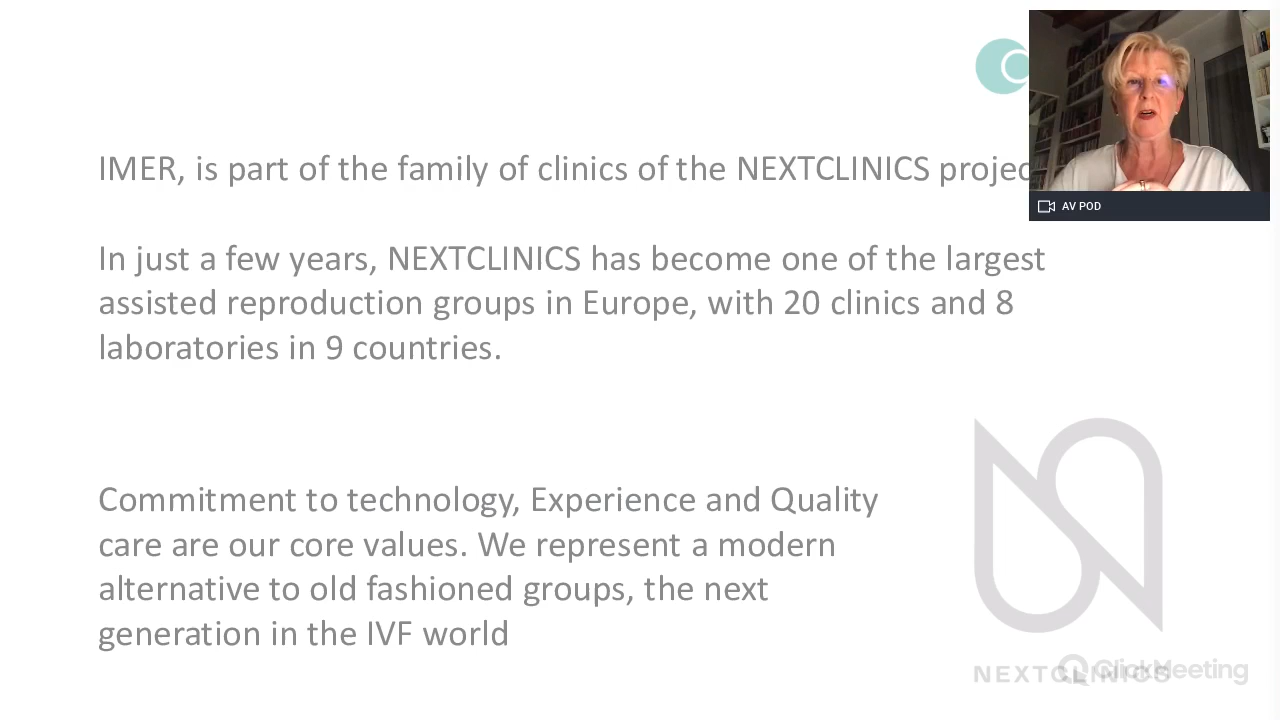 IMER, is part of the family of clinics of the NEXTCLINICS projec
AV POD
In just a few years, NEXTCLINICS has become one of the largest
assisted reproduction groups in Europe, with 20 clinics and 8
laboratories in 9 countries.
Commitment to technology, Experience and Quality
care are our core values. We represent a modern
alternative to old fashioned groups, the next
generation in the IVF world
NEXTCLINICS
ClickMeeting